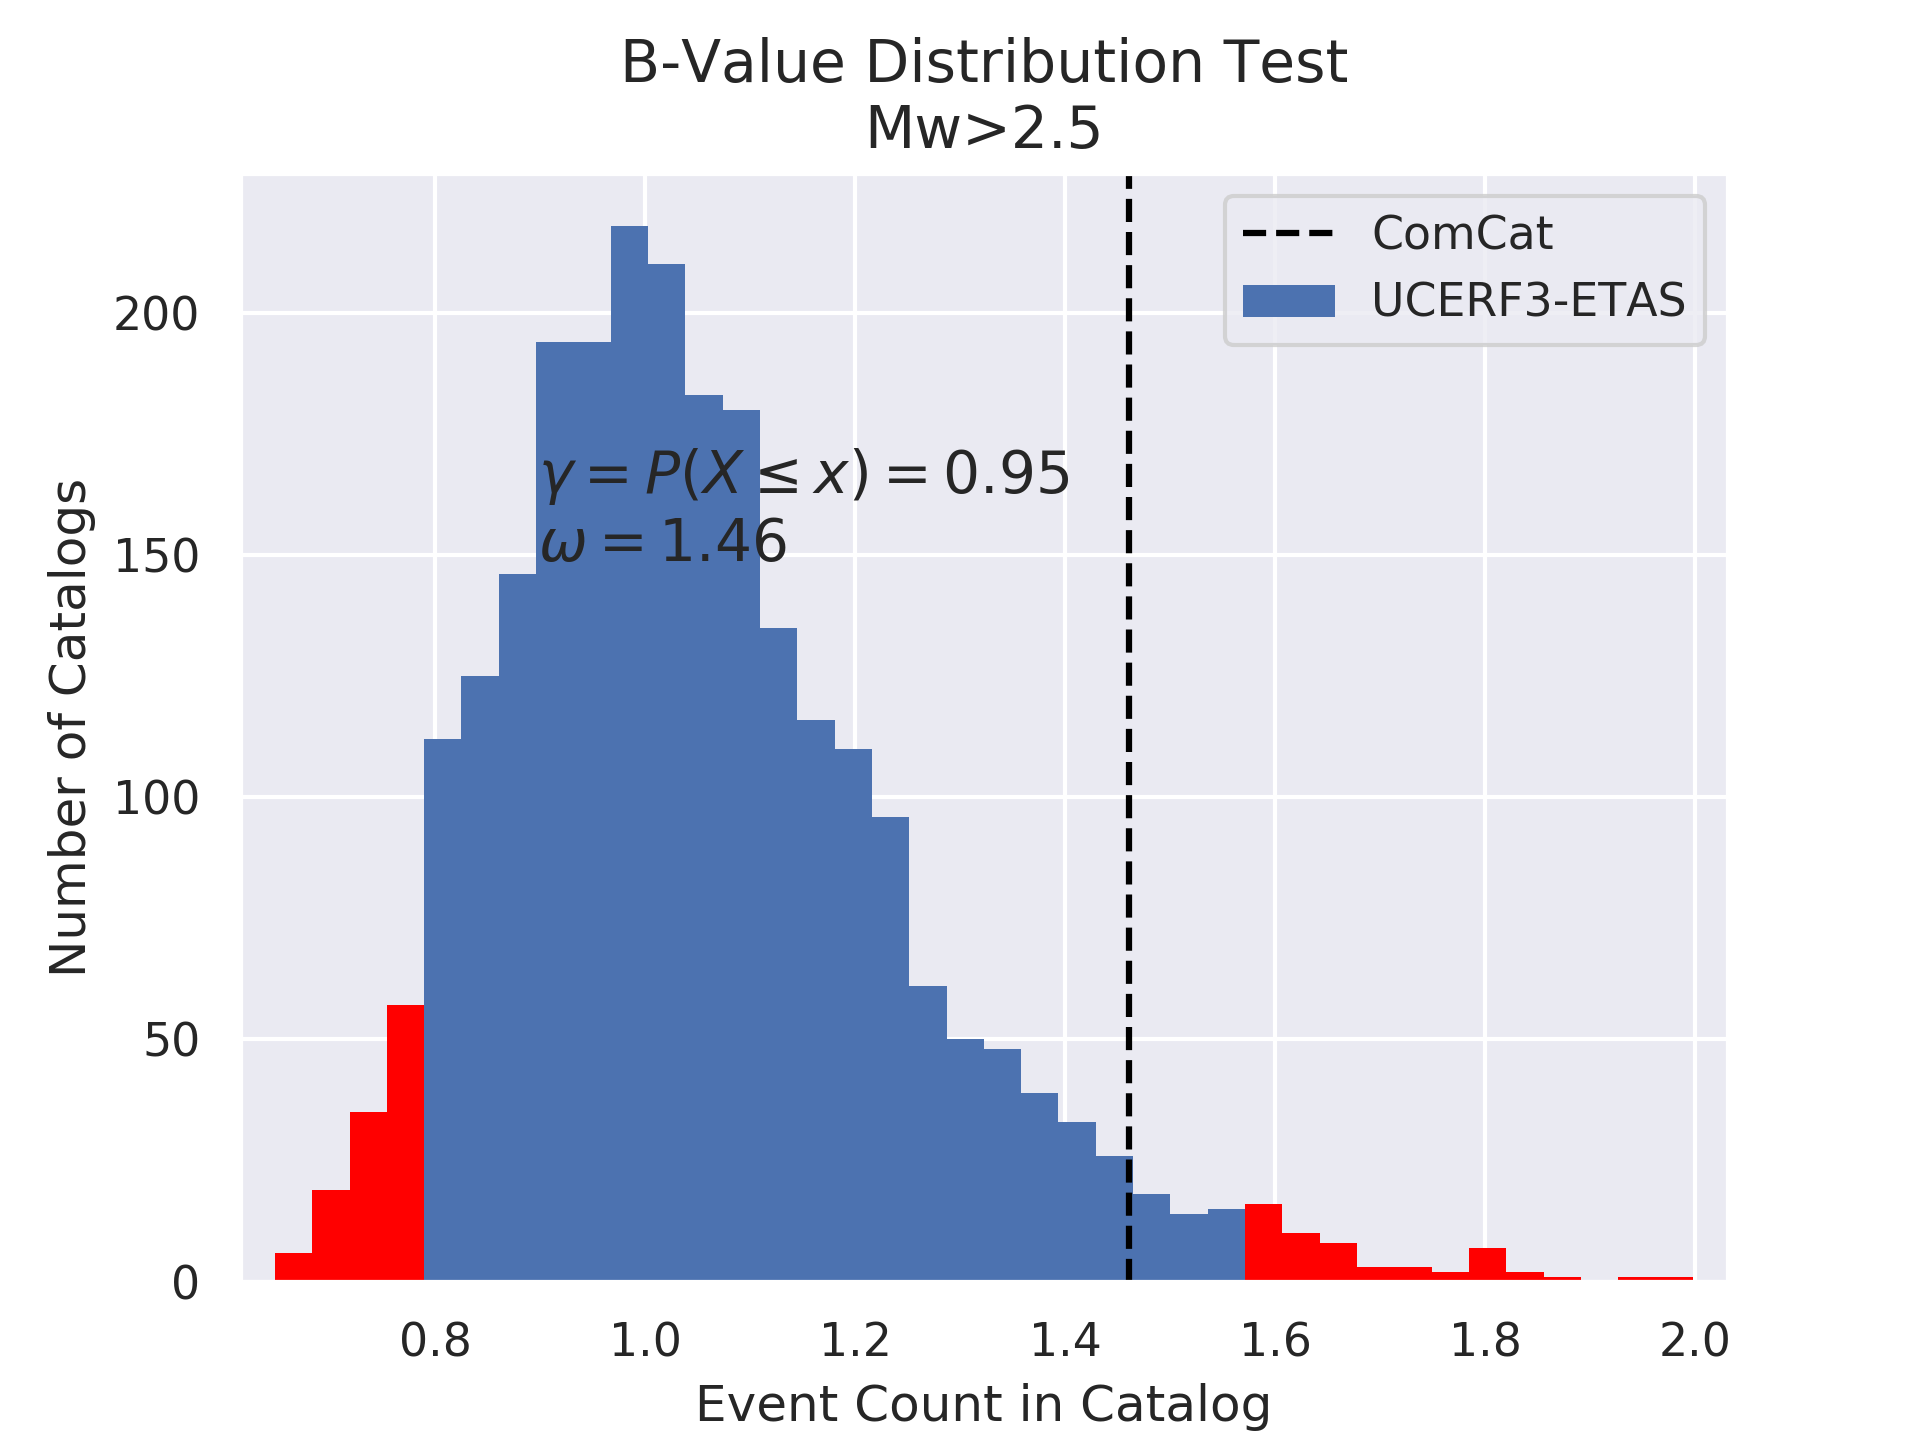 B-Value Distribution Test
Mw>2.5
ComCat
UCERF3-ETAS
γ = P(X ≤ x) = 0.95
ω = 1.46
Number of Catalogs
200
150
100
50
0
0.8 1.0 1.2 1.4 1.6 1.8 2.0
Event Count in Catalog